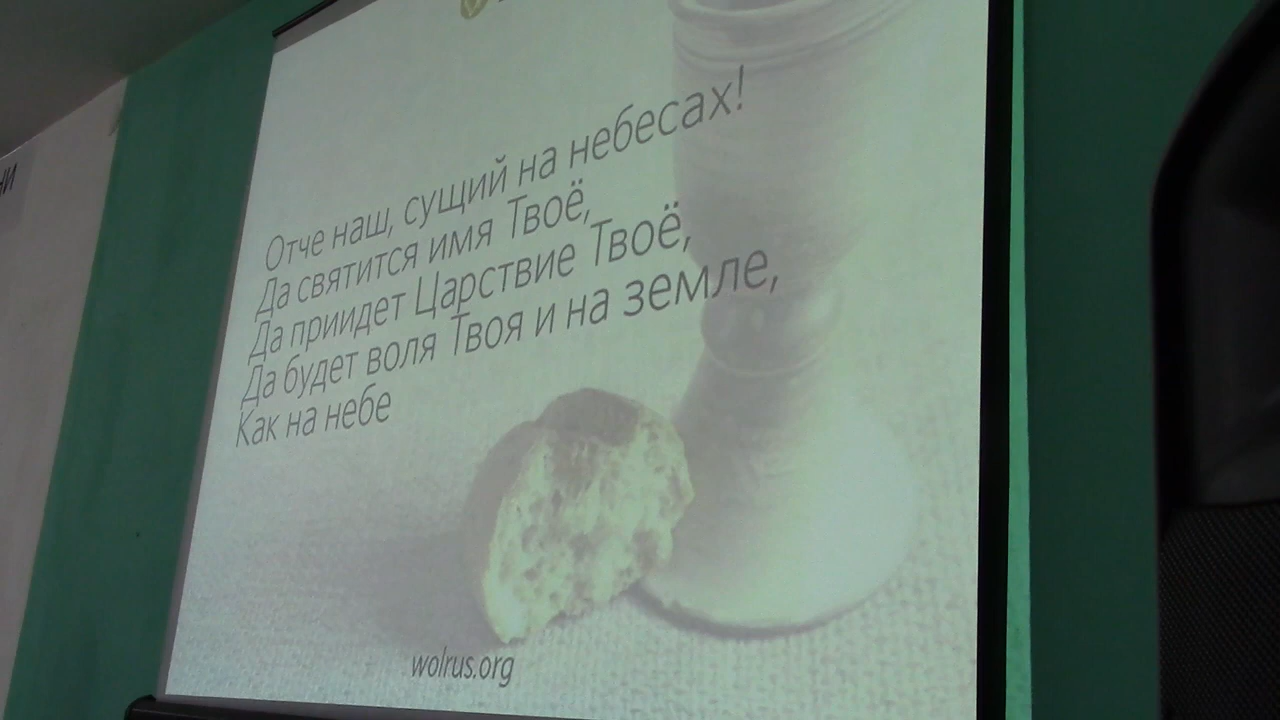 Отче наш, сущий на небесах!
Да святится имя Твоё,
Да приидет Царствие Твоё,
Да будет воля Твоя и на земле,
Как на небе
wolrus.org